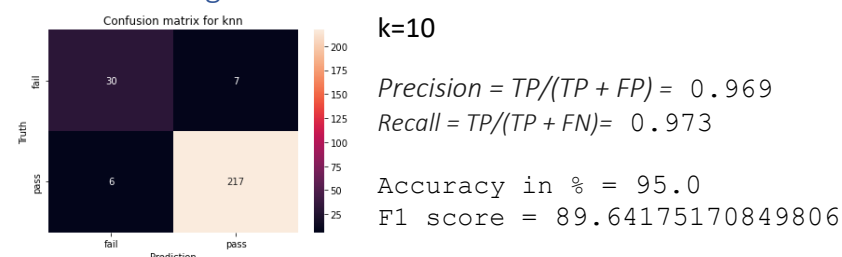 Confusion matrix for knn
fail
pass
Truth
30
7
6
217
fail
pass
Prediction
200
175
150
125
100
75
50
25
k=10
Precision = TP/(TP + FP) = 0.969
Recall = TP/(TP + FN)= 0.973
Accuracy in % = 95.0
F1 score = 89.64175170849806